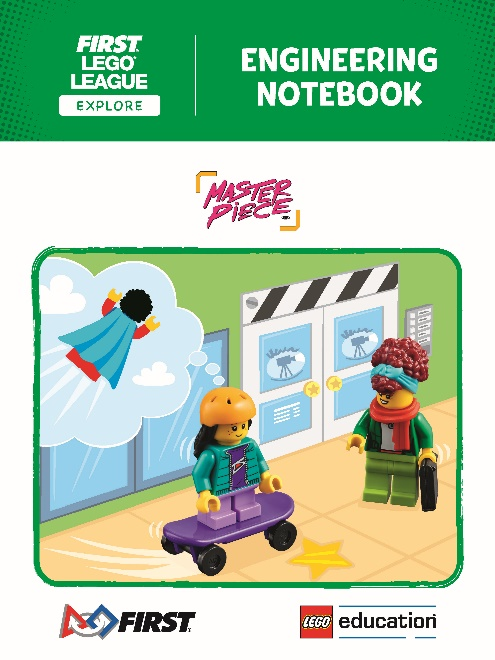 FIRST
LEGO
LEAGUE
EXPLORE
ENGINEERING
NOTEBOOK
MASTER
PIECE
FIRST
LEGO education